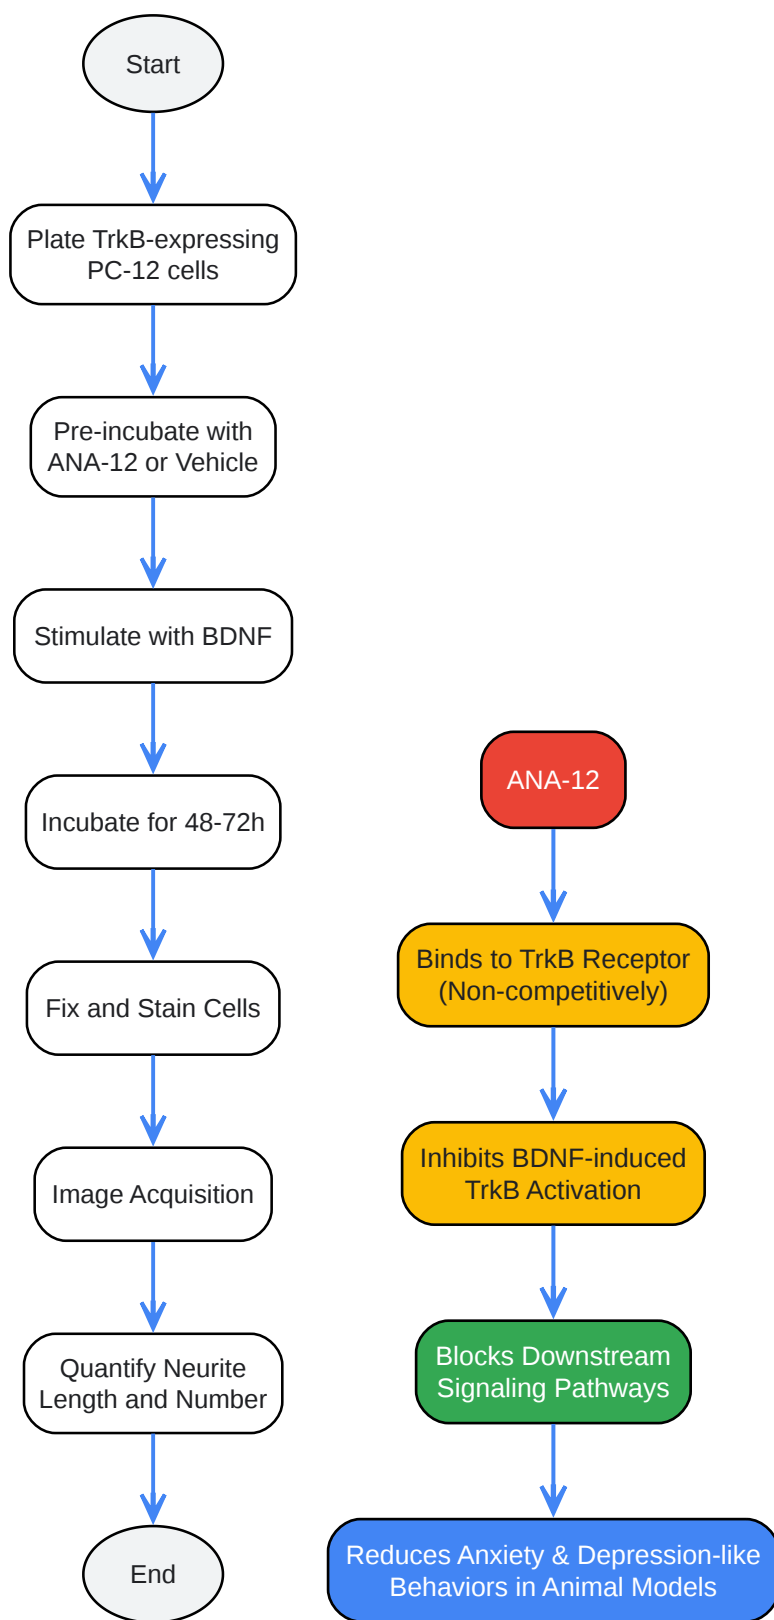 Start
Plate TrkB-expressing
PC-12 cells
Pre-incubate with
ANA-12 or Vehicle
Stimulate with BDNF
Incubate for 48-72h
Fix and Stain Cells
Image Acquisition
Quantify Neurite
Length and Number
End
ANA-12
Binds to TrkB Receptor
(Non-competitively)
Inhibits BDNF-induced
TrkB Activation
Blocks Downstream
Signaling Pathways
Reduces Anxiety & Depression-like
Behaviors in Animal Models